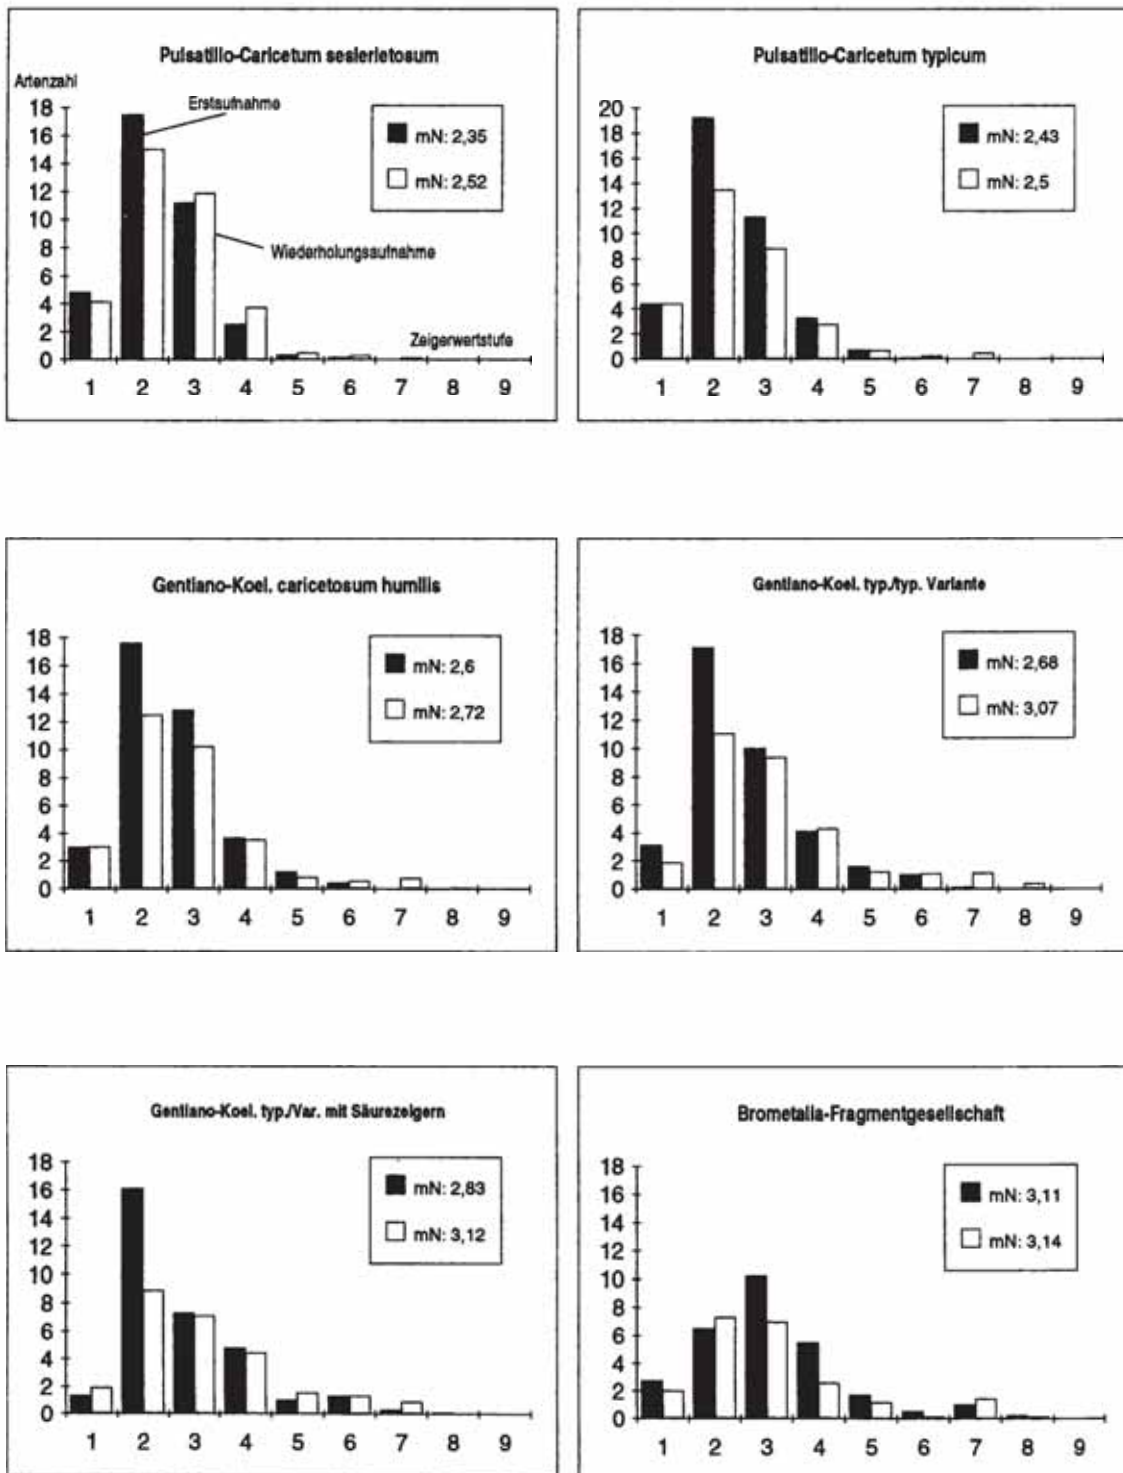 Pulsatillo-Caricetum seslerietosum
Artenzahl
Erstaufnahme
mN: 2,35
mN: 2,52
Wiederholungsaufnahme
Zeigerwertstufe
18
16
14
12
10
8
6
4
2
0
1 2 3 4 5 6 7 8 9
Pulsatillo-Caricetum typicum
mN: 2,43
mN: 2,5
20
18
16
14
12
10
8
6
4
2
0
1 2 3 4 5 6 7 8 9
Gentiano-Koel. caricetosum humilis
mN: 2,6
mN: 2,72
18
16
14
12
10
8
6
4
2
0
1 2 3 4 5 6 7 8 9
Gentiano-Koel. typ./typ. Variante
mN: 2,68
mN: 3,07
18
16
14
12
10
8
6
4
2
0
1 2 3 4 5 6 7 8 9
Gentiano-Koel. typ./Var. mit Säurezeigern
mN: 2,83
mN: 3,12
18
16
14
12
10
8
6
4
2
0
1 2 3 4 5 6 7 8 9
Brometalia-Fragmentgesellschaft
mN: 3,11
mN: 3,14
18
16
14
12
10
8
6
4
2
0
1 2 3 4 5 6 7 8 9